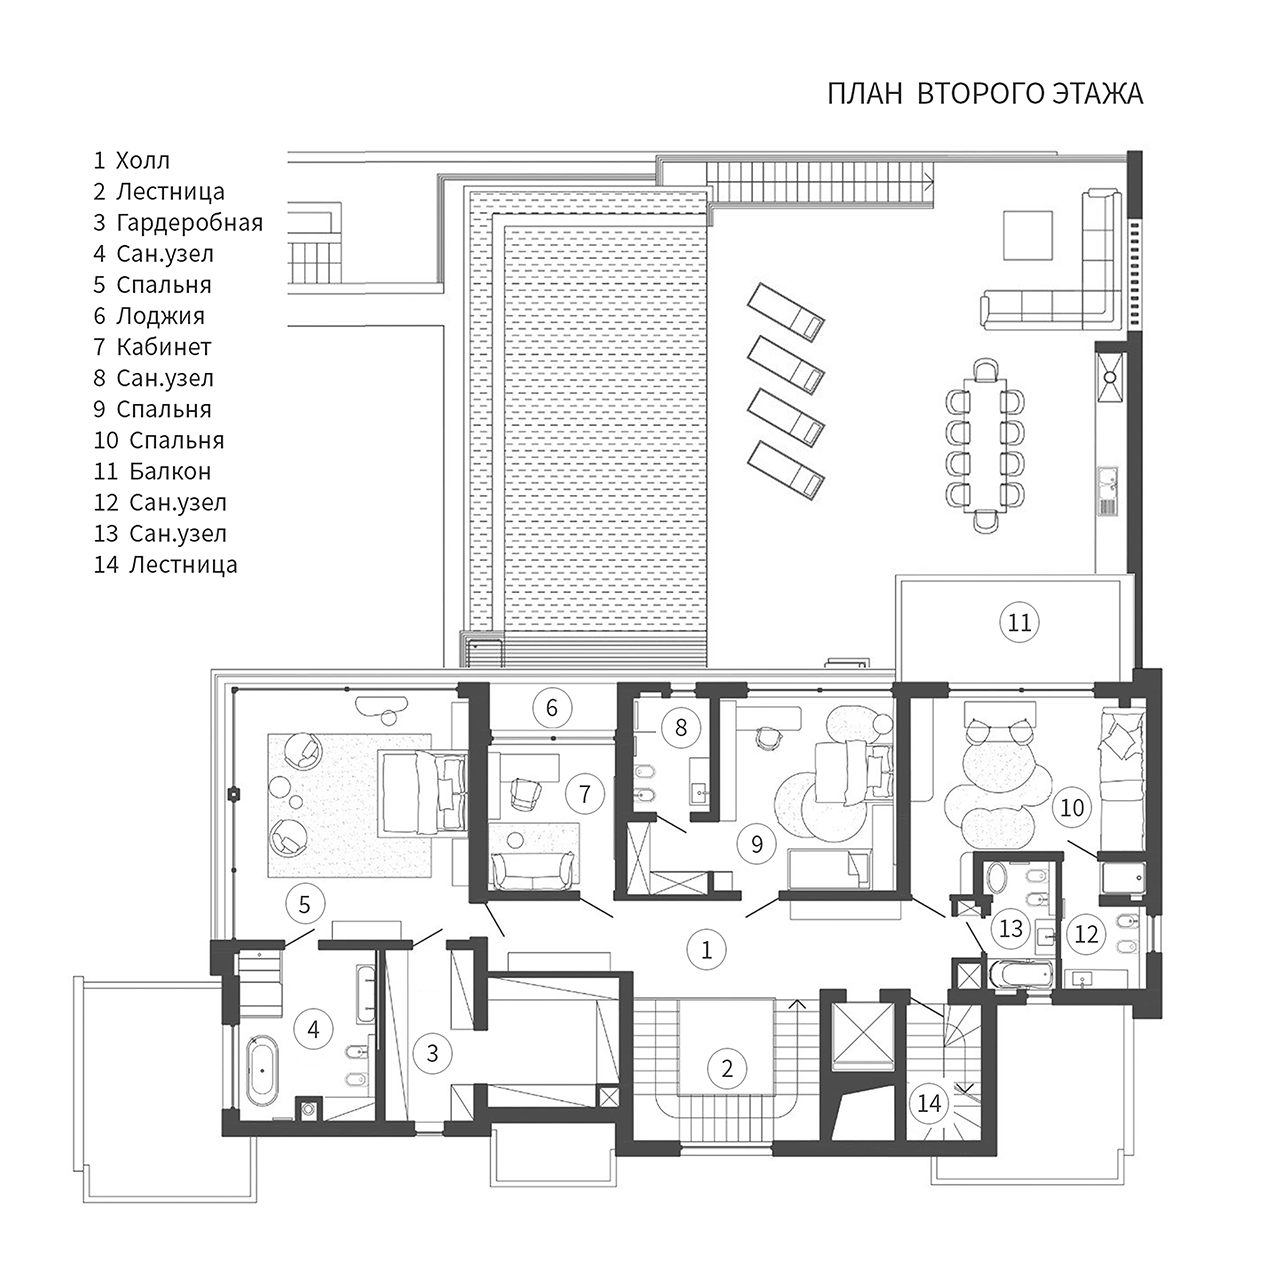 ПЛАН ВТОРОГО ЭТАЖА
1 Холл
2 Лестница
3 Гардеробная
4 Сан.узел
5 Спальня
6 Лоджия
7 Кабинет
8 Сан.узел
9 Спальня
10 Спальня
11 Балкон
12 Сан.узел
13 Сан.узел
14 Лестница
11
6
8
7
10
9
5
13
12
1
4
3
2
14